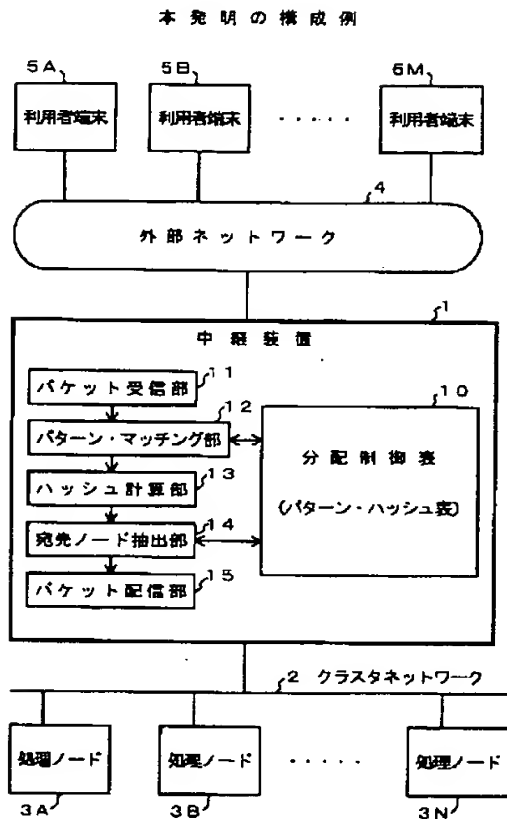 本発明の構成例
5A 5B 6M
利用者端末 利用者端末 ..... 利用者端末
4
外部ネットワーク
1
中継装置
11
パケット受信部
12
パターン・マッチング部
13
ハッシュ計算部
14
宛先ノード抽出部
15
パケット配信部
10
分配制御表
(パターン・ハッシュ表)
2 クラスタネットワーク
処理ノード 処理ノード ..... 処理ノード
3A 3B 3N